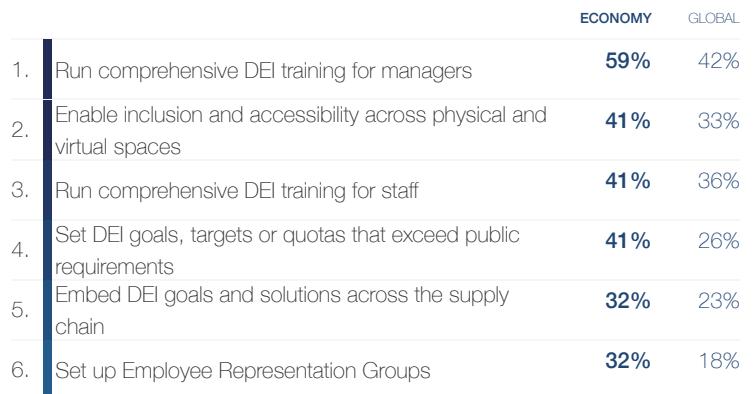 ECONOMY GLOBAL
1. Run comprehensive DEI training for managers 59% 42%
2. Enable inclusion and accessibility across physical and
virtual spaces 41% 33%
3. Run comprehensive DEI training for staff 41% 36%
4. Set DEI goals, targets or quotas that exceed public
requirements 41% 26%
5. Embed DEI goals and solutions across the supply
chain 32% 23%
6. Set up Employee Representation Groups 32% 18%